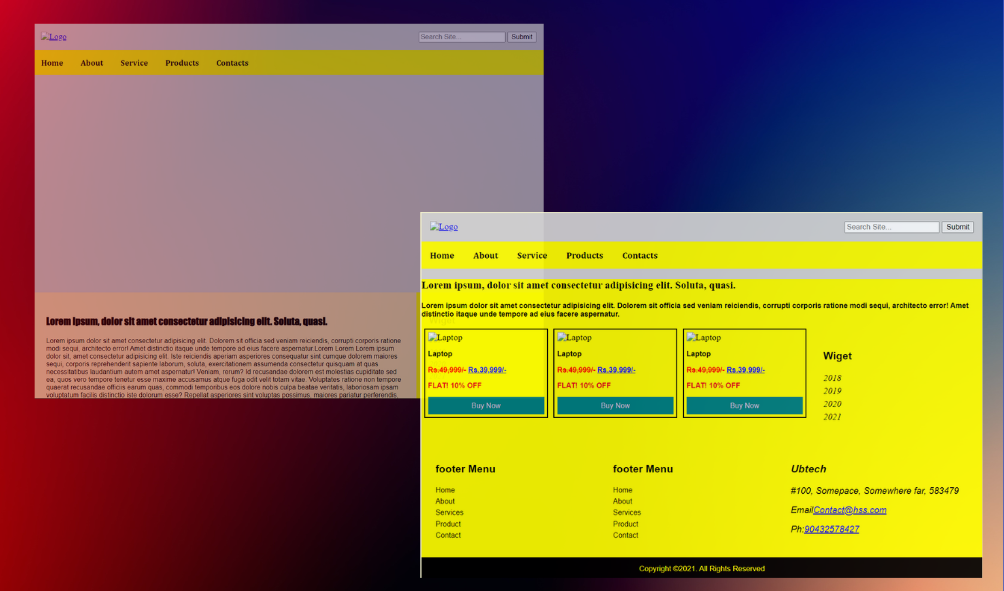 Logo
Search Site... Submit
Home About Service Products Contacts
Lorem ipsum, dolor sit amet consectetur adipisicing elit. Soluta, quasi.
Lorem ipsum dolor sit amet consectetur adipisicing elit. Dolorem sit officia sed veniam reiciendis, corrupti corporis ratione
modi sequi, architecto error! Amet distinctio itaque unde tempore ad eius facere aspernatur.Lorem Lorem Lorem ipsum
dolor sit, amet consectetur adipisicing elit. Iste reiciendis aperiam asperiores consequatur sint cumque dolorem maiores
sequi, corporis reprehenderit sapiente laborum, soluta, exercitationem assumenda consectetur quisquam at quos
necessitatibus laudantium autem amet aspernatur? Veniam, rerum? Id recusandae dolorem est molestias cupiditate sed
ea, quos vero tempore tenetur esse maxime accusamus atque fuga odit velit totam vitae. Voluptates ratione non tempore
quaerat recusandae officiis earum quas, commodi temporibus eos dolore nobis culpa beatae veritatis, laboriosam ipsam
voluptatum facilis distinctio iste dolorum esse? Repellat asperiores sint voluptas possimus, maiores pariatur perferendis
Logo
Search Site... Submit
Home About Service Products Contacts
Lorem ipsum, dolor sit amet consectetur adipisicing elit. Soluta, quasi.
Lorem ipsum dolor sit amet consectetur adipisicing elit. Dolorem sit officia sed veniam reiciendis, corrupti corporis ratione modi sequi, architecto error! Amet
distinctio itaque unde tempore ad eius facere aspernatur.
Laptop Laptop Laptop
Laptop Laptop Laptop
Rs.49,999/- Rs.39,999/- Rs.49,999/- Rs.39,999/- Rs.49,999/- Rs.39,999/-
FLAT! 10% OFF FLAT! 10% OFF FLAT! 10% OFF
Buy Now Buy Now Buy Now
Wiget
2018
2019
2020
2021
footer Menu
Home
About
Services
Product
Contact
footer Menu
Home
About
Services
Product
Contact
Ubtech
#100, Somepace, Somewhere far, 583479
EmailContact@hss.com
Ph:90432578427
Copyright ©2021. All Rights Reserved